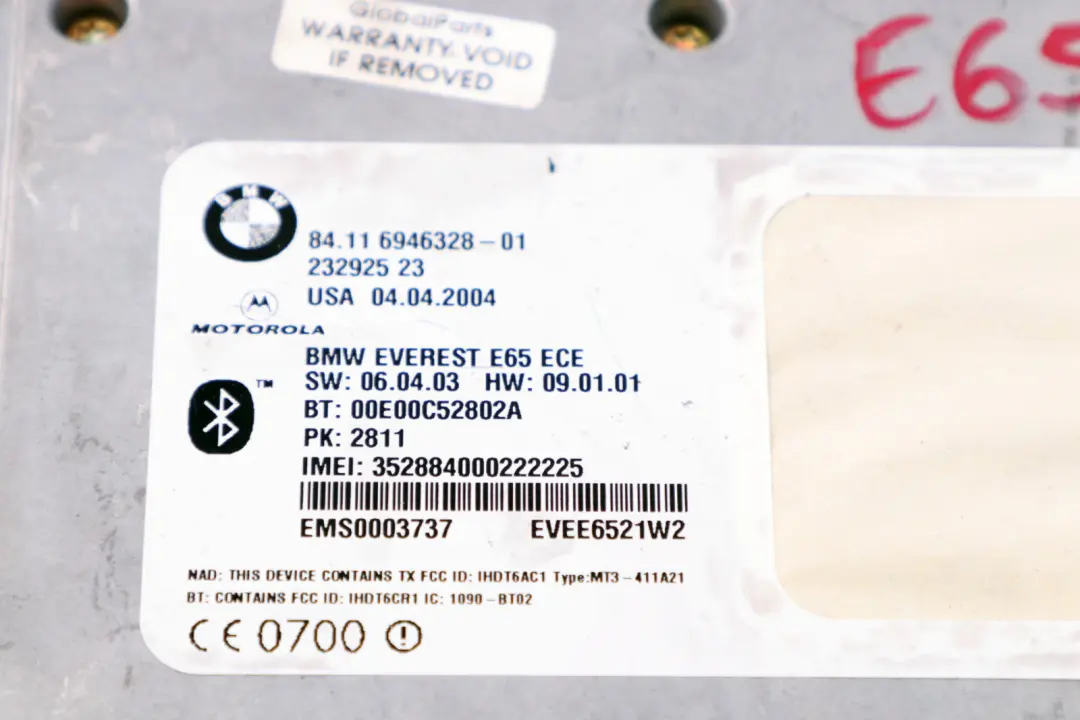 GlobalParts
WARRANTY VOID
IF REMOVED
E65
BMW
84.11 6946328-01
232925 23
USA 04.04.2004
MOTOROLA
BMW EVEREST E65 ECE
SW: 06.04.03 HW: 09.01.01
TM
BT: 00E00C52802A
PK: 2811
IMEI: 352884000222225
EMS0003737 EVEE6521W2
NAD: THIS DEVICE CONTAINS TX FCC ID: IHDT6AC1 Type:MT3-411A21
BT: CONTAINS FCC ID: IHDT6CR1 IC: 1090-BT02
CE 0700